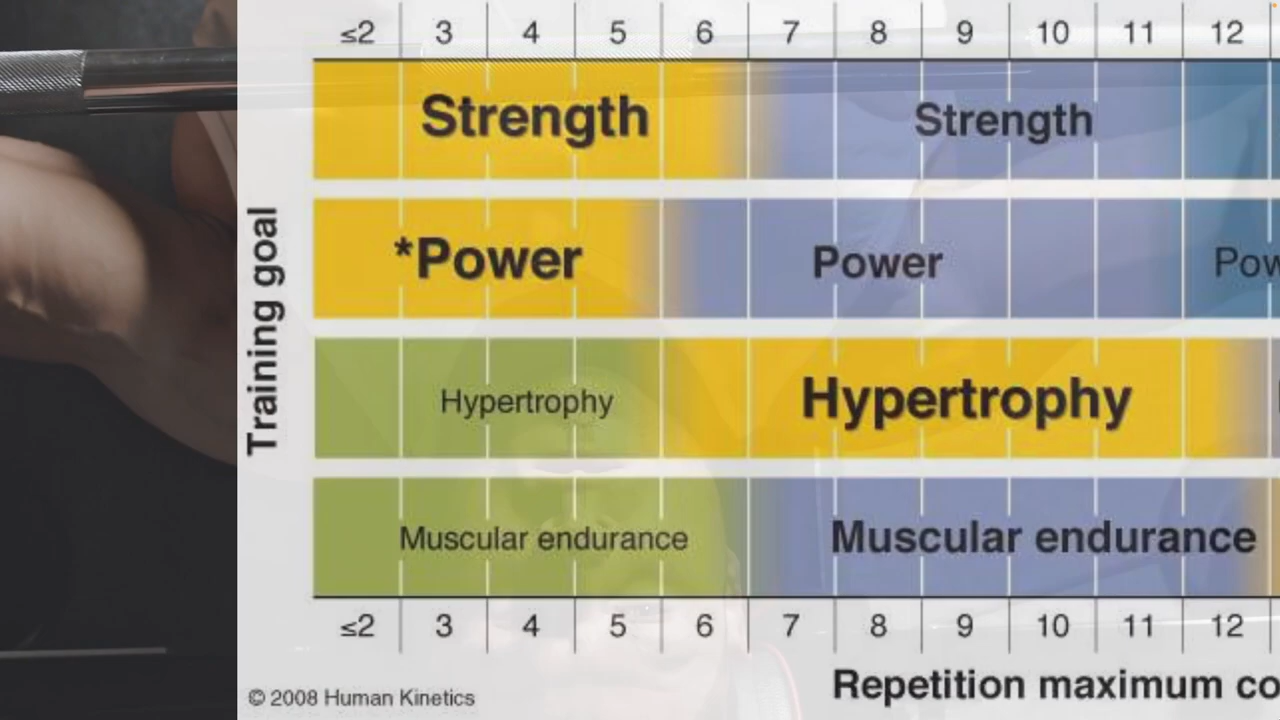 ≤2 3 4 5 6 7 8 9 10 11 12
Strength Strength
*Power Power Pow
Training goal
Hypertrophy Hypertrophy
Muscular endurance Muscular endurance
≤2 3 4 5 6 7 8 9 10 11 12
Repetition maximum co
© 2008 Human Kinetics